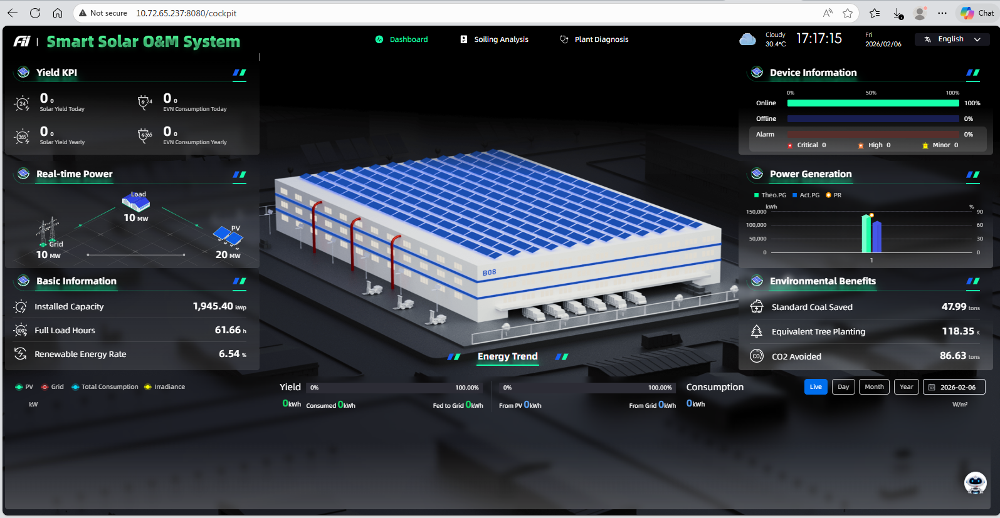 Not secure 10.72.65.237:8080/cockpit
Chat
Fii | Smart Solar O&M System
Dashboard Soiling Analysis Plant Diagnosis
Cloudy
30.4℃
17:17:15
Fri
2026/02/06
English
Yield KPI
24 0 0
Solar Yield Today
24 0 0
EVN Consumption Today
365 0 0
Solar Yield Yearly
365 0 0
EVN Consumption Yearly
Real-time Power
Load
10 MW
Grid
10 MW
PV
20 MW
Basic Information
Installed Capacity 1,945.40 kWp
100% Full Load Hours 61.66 h
Renewable Energy Rate 6.54 %
B08
Device Information
0% 50% 100%
Online 100%
Offline 0%
Alarm 0%
Critical 0 High 0 Minor 0
Power Generation
Theo.PG Act.PG PR
kWh %
150,000 90
100,000 60
50,000 30
0 0
1
Environmental Benefits
Standard Coal Saved 47.99 tons
Equivalent Tree Planting 118.35 K
CO2 CO2 Avoided 86.63 tons
Energy Trend
PV Grid Total Consumption Irradiance
kW
Yield 0% 100.00% 0% 100.00% Consumption
0kWh Consumed 0kWh Fed to Grid 0kWh From PV 0kWh From Grid 0kWh 0kWh
Live Day Month Year 2026-02-06
W/m²